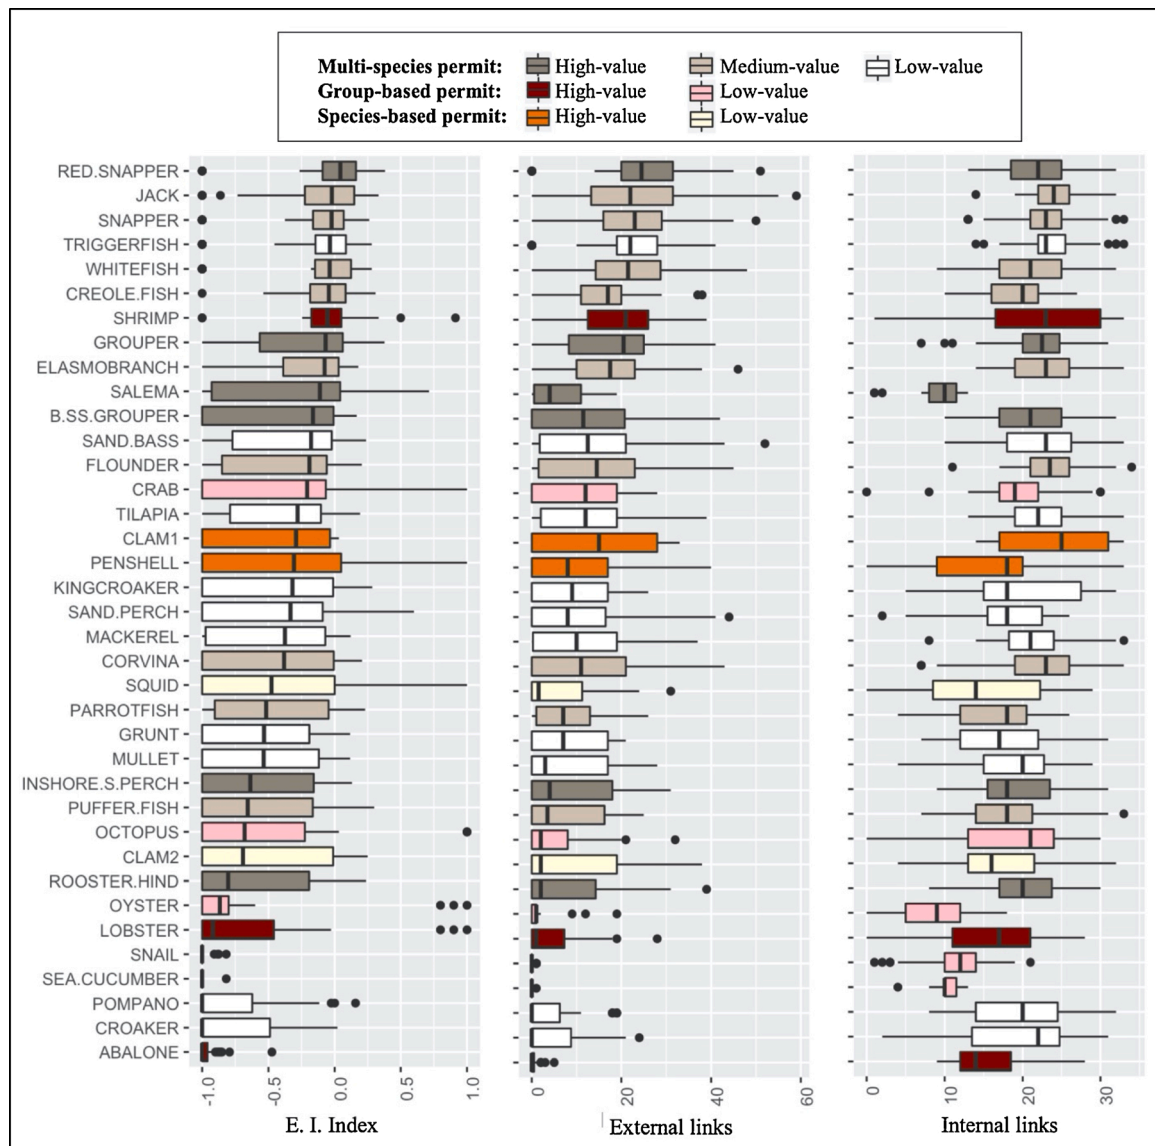 Multi-species permit: High-value Medium-value Low-value
Group-based permit: High-value Low-value
Species-based permit: High-value Low-value
RED.SNAPPER
JACK
SNAPPER
TRIGGERFISH
WHITEFISH
CREOLE.FISH
SHRIMP
GROUPER
ELASMOBRANCH
SALEMA
B.SS.GROUPER
SAND.BASS
FLOUNDER
CRAB
TILAPIA
CLAM1
PENSHELL
KINGCROAKER
SAND.PERCH
MACKEREL
CORVINA
SQUID
PARROTFISH
GRUNT
MULLET
INSHORE.S.PERCH
PUFFER.FISH
OCTOPUS
CLAM2
ROOSTER.HIND
OYSTER
LOBSTER
SNAIL
SEA.CUCUMBER
POMPANO
CROAKER
ABALONE
-1.0 -0.5 0.0 0.5 1.0 0 20 40 60 0 10 20 30
E. I. Index External links Internal links